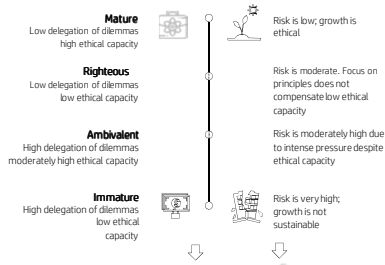 Mature
Low delegation of dilemmas
high ethical capacity
Risk is low; growth is
ethical
Righteous
Low delegation of dilemmas
low ethical capacity
Risk is moderate. Focus on
principles does not
compensate low ethical
capacity
Ambivalent
High delegation of dilemmas
moderately high ethical capacity
Risk is moderately high due
to intense pressure despite
ethical capacity
Immature
High delegation of dilemmas
low ethical
capacity
Risk is very high;
growth is not
sustainable